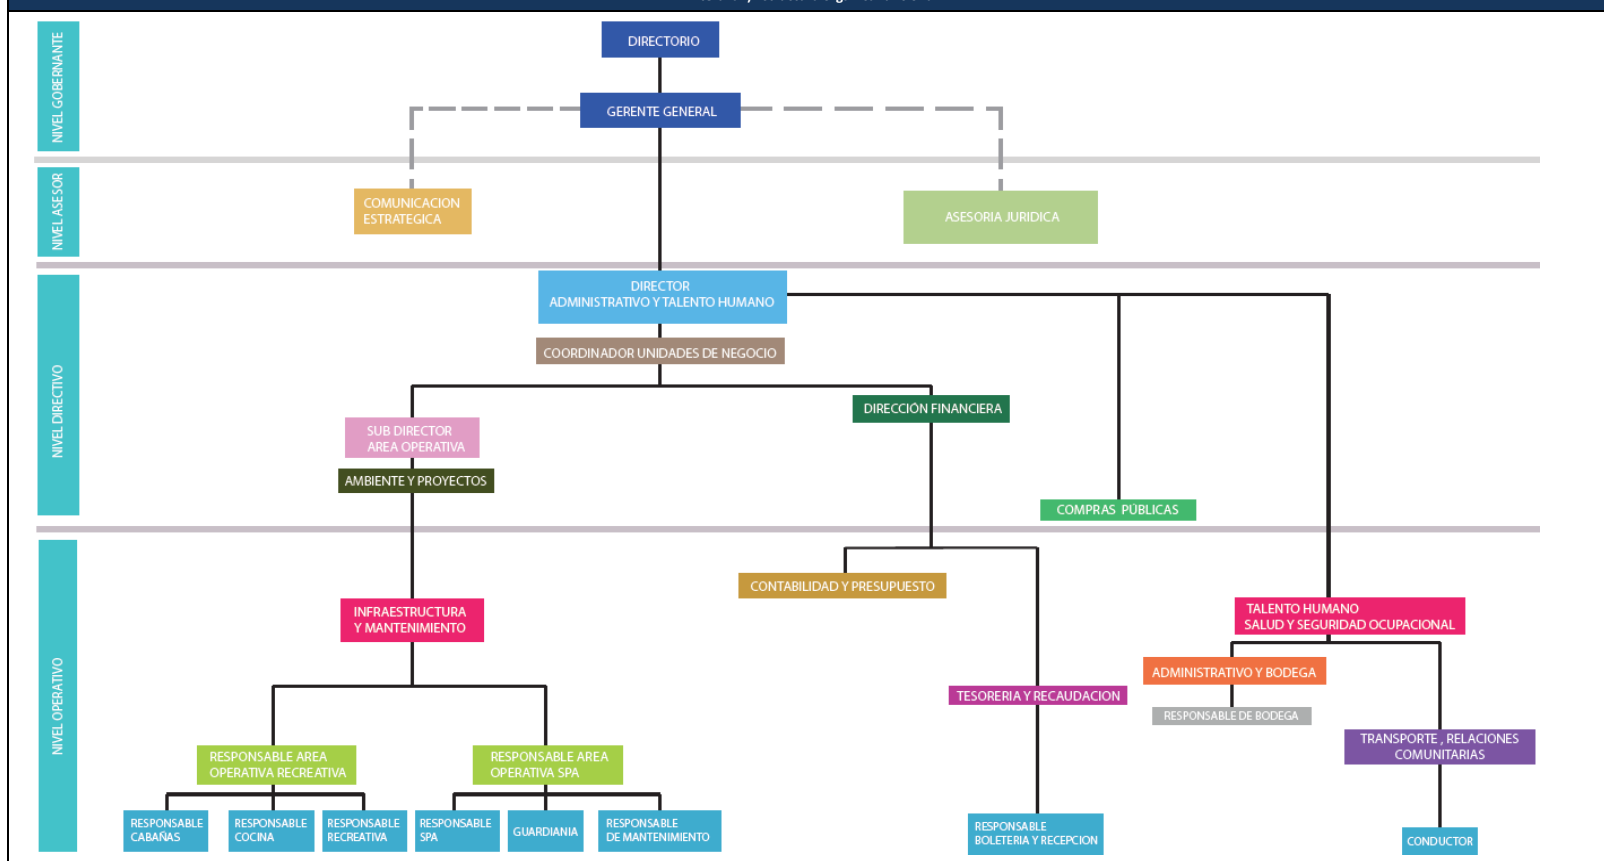 NIVEL GOBERNANTE
DIRECTORIO
GERENTE GENERAL
NIVEL ASESOR
COMUNICACION
ESTRATEGICA
ASESORIA JURIDICA
NIVEL DIRECTIVO
DIRECTOR
ADMINISTRATIVO Y TALENTO HUMANO
COORDINADOR UNIDADES DE NEGOCIO
DIRECCIÓN FINANCIERA
SUB DIRECTOR
AREA OPERATIVA
AMBIENTE Y PROYECTOS
COMPRAS PÚBLICAS
NIVEL OPERATIVO
CONTABILIDAD Y PRESUPUESTO
INFRAESTRUCTURA
Y MANTENIMIENTO
TALENTO HUMANO
SALUD Y SEGURIDAD OCUPACIONAL
ADMINISTRATIVO Y BODEGA
TESORERIA Y RECAUDACION
RESPONSABLE DE BODEGA
TRANSPORTE , RELACIONES
COMUNITARIAS
RESPONSABLE AREA
OPERATIVA RECREATIVA
RESPONSABLE AREA
OPERATIVA SPA
RESPONSABLE
CABAÑAS
RESPONSABLE
COCINA
RESPONSABLE
RECREATIVA
RESPONSABLE
SPA
GUARDIANIA
RESPONSABLE
DE MANTENIMIENTO
RESPONSABLE
BOLETERIA Y RECEPCION
CONDUCTOR